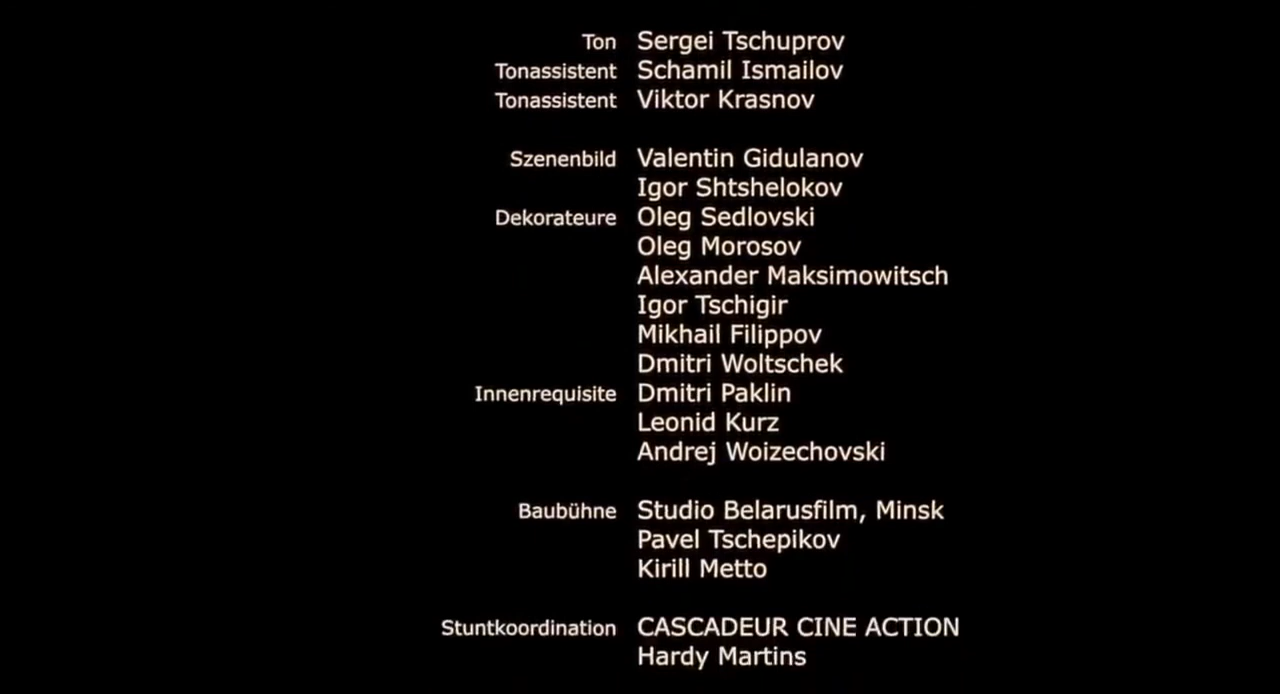 Ton Sergei Tschuprov
Tonassistent Schamil Ismailov
Tonassistent Viktor Krasnov
Szenenbild Valentin Gidulanov
Igor Shtshelokov
Dekorateure Oleg Sedlovski
Oleg Morosov
Alexander Maksimowitsch
Igor Tschigir
Mikhail Filippov
Dmitri Woltschek
Innenrequisite Dmitri Paklin
Leonid Kurz
Andrej Woizechovski
Baubühne Studio Belarusfilm, Minsk
Pavel Tschepikov
Kirill Metto
Stuntkoordination CASCADEUR CINE ACTION
Hardy Martins